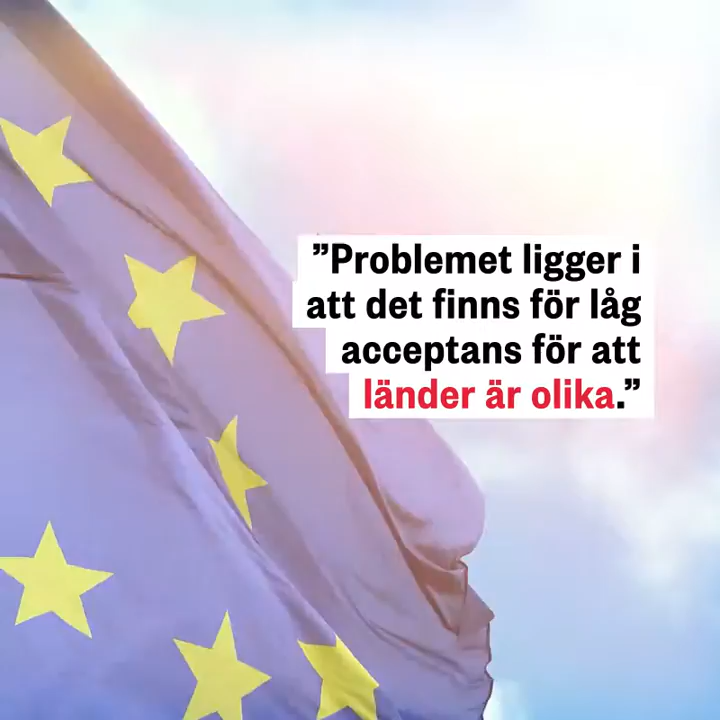 ”Problemet ligger i
att det finns för låg
acceptans för att
länder är olika.”